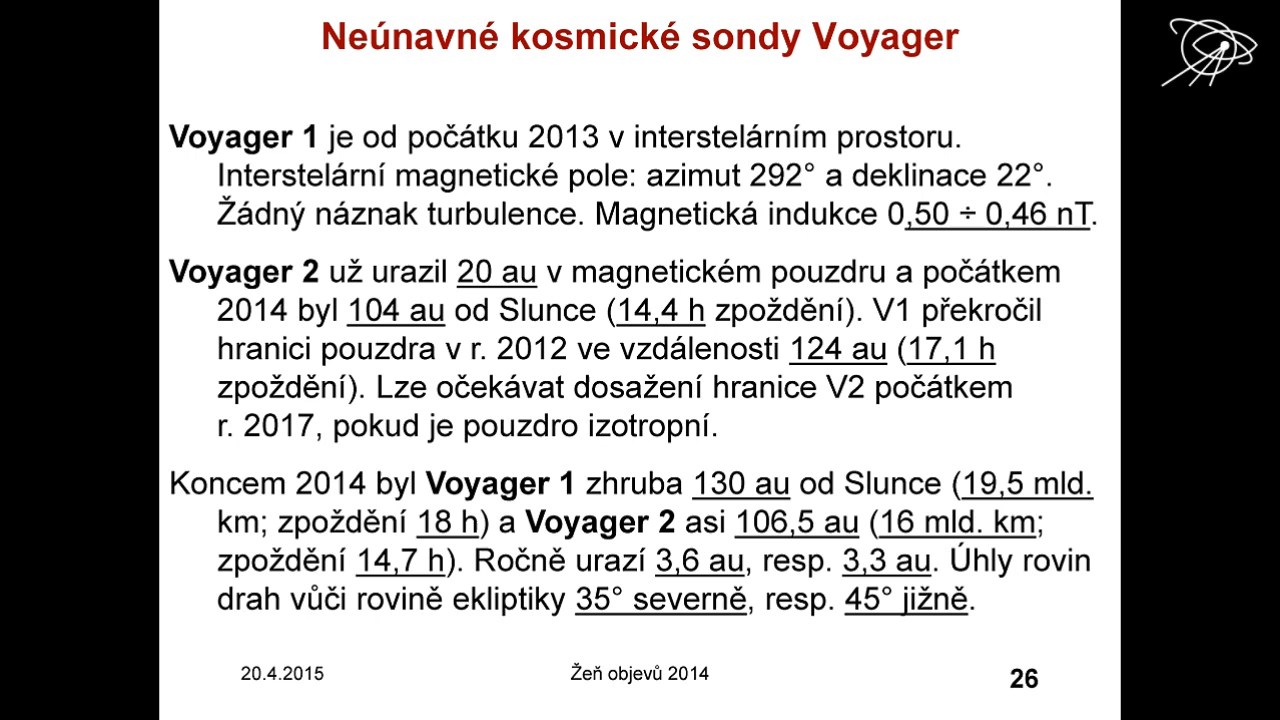 Neúnavné kosmické sondy Voyager
Voyager 1 je od počátku 2013 v interstelárním prostoru.
Interstelární magnetické pole: azimut 292° a deklinace 22°.
Žádný náznak turbulence. Magnetická indukce 0,50 ÷ 0,46 nT.
Voyager 2 už urazil 20 au v magnetickém pouzdru a počátkem
2014 byl 104 au od Slunce (14,4 h zpoždění). V1 překročil
hranici pouzdra v r. 2012 ve vzdálenosti 124 au (17,1 h
zpoždění). Lze očekávat dosažení hranice V2 počátkem
r. 2017, pokud je pouzdro izotropní.
Koncem 2014 byl Voyager 1 zhruba 130 au od Slunce (19,5 mld.
km; zpoždění 18 h) a Voyager 2 asi 106,5 au (16 mld. km;
zpoždění 14,7 h). Ročně urazí 3,6 au, resp. 3,3 au. Úhly rovin
drah vůči rovině ekliptiky 35° severně, resp. 45° jižně.
20.4.2015 Žeň objevů 2014 26